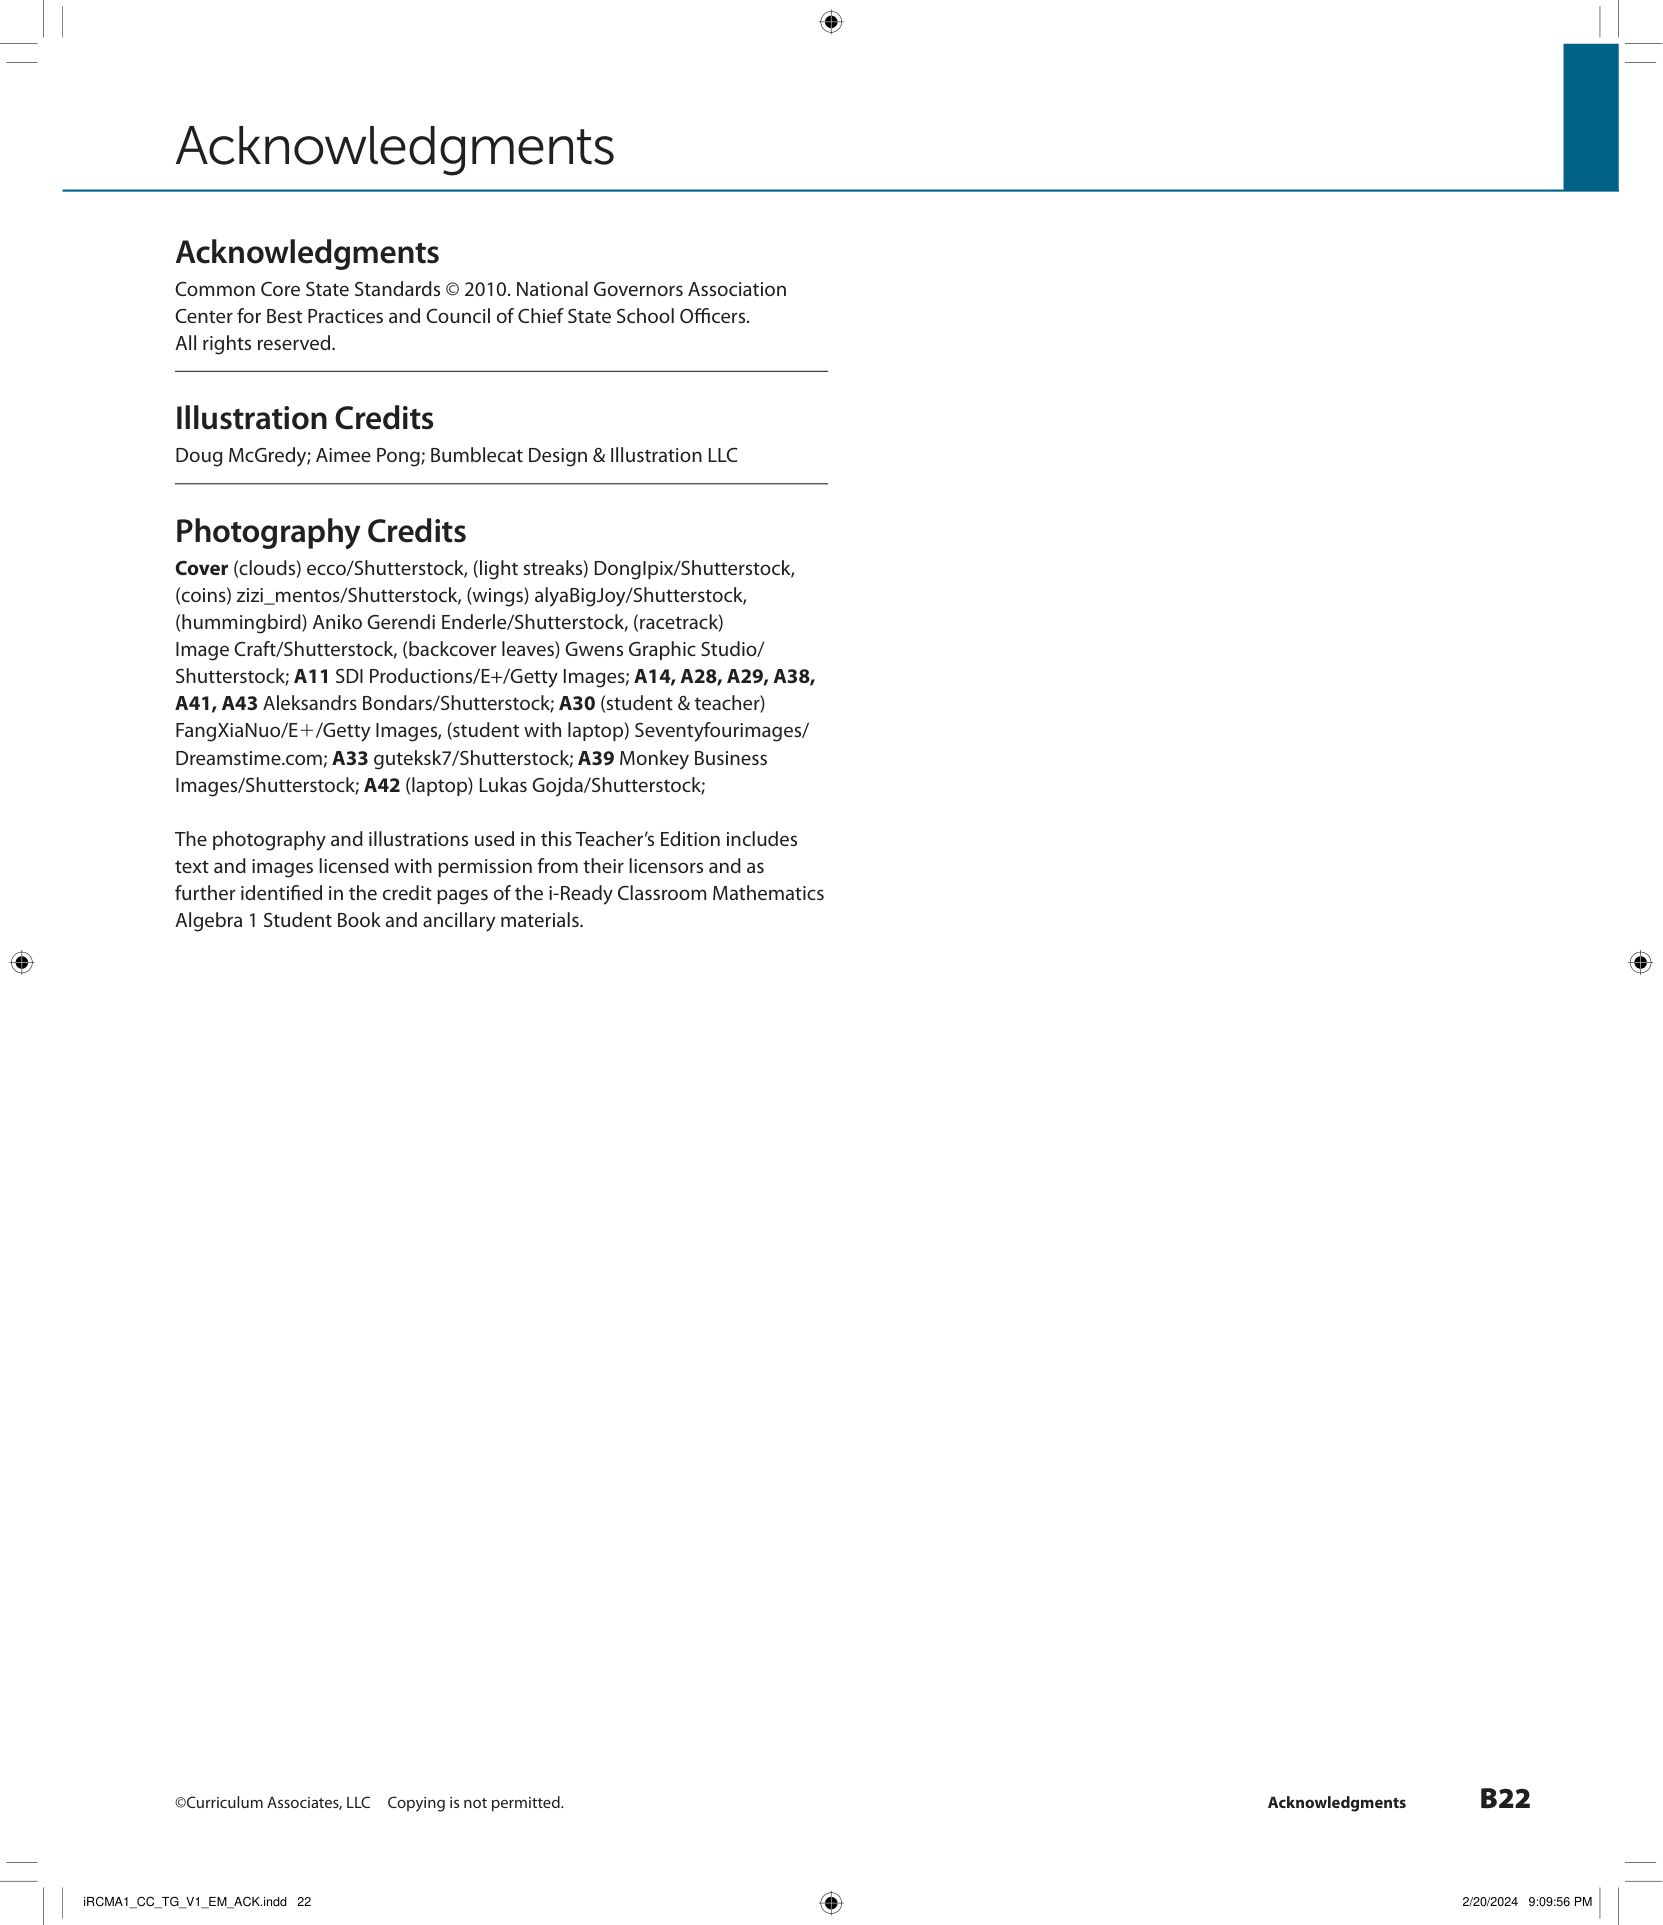 Acknowledgments
Acknowledgments
Common Core State Standards © 2010. National Governors Association
Center for Best Practices and Council of Chief State School Officers.
All rights reserved.
Illustration Credits
Doug McGredy; Aimee Pong; Bumblecat Design & Illustration LLC
Photography Credits
Cover (clouds) ecco/Shutterstock, (light streaks) DongIpix/Shutterstock,
(coins) zizi_mentos/Shutterstock, (wings) alyaBigJoy/Shutterstock,
(hummingbird) Aniko Gerendi Enderle/Shutterstock, (racetrack)
Image Craft/Shutterstock, (backcover leaves) Gwens Graphic Studio/
Shutterstock; A11 SDI Productions/E+/Getty Images; A14, A28, A29, A38,
A41, A43 Aleksandrs Bondars/Shutterstock; A30 (student & teacher)
FangXiaNuo/E+/Getty Images, (student with laptop) Seventyfourimages/
Dreamstime.com; A33 guteksk7/Shutterstock; A39 Monkey Business
Images/Shutterstock; A42 (laptop) Lukas Gojda/Shutterstock;
The photography and illustrations used in this Teacher’s Edition includes
text and images licensed with permission from their licensors and as
further identified in the credit pages of the i-Ready Classroom Mathematics
Algebra 1 Student Book and ancillary materials.
©Curriculum Associates, LLC Copying is not permitted.
Acknowledgments B22
iRCMA1_CC_TG_V1_EM_ACK.indd 22
2/20/2024 9:09:56 PM